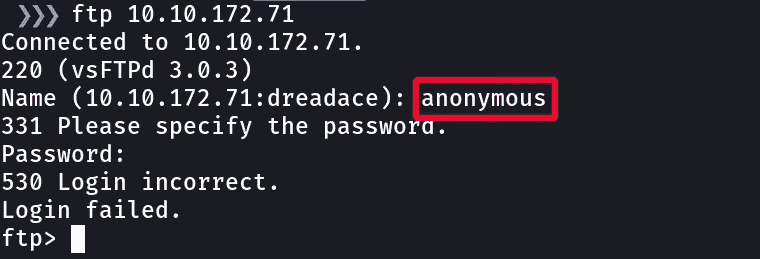 ❯❯❯ ftp 10.10.172.71
Connected to 10.10.172.71.
220 (vsFTPd 3.0.3)
Name (10.10.172.71:dreadace): anonymous
331 Please specify the password.
Password:
530 Login incorrect.
Login failed.
ftp>